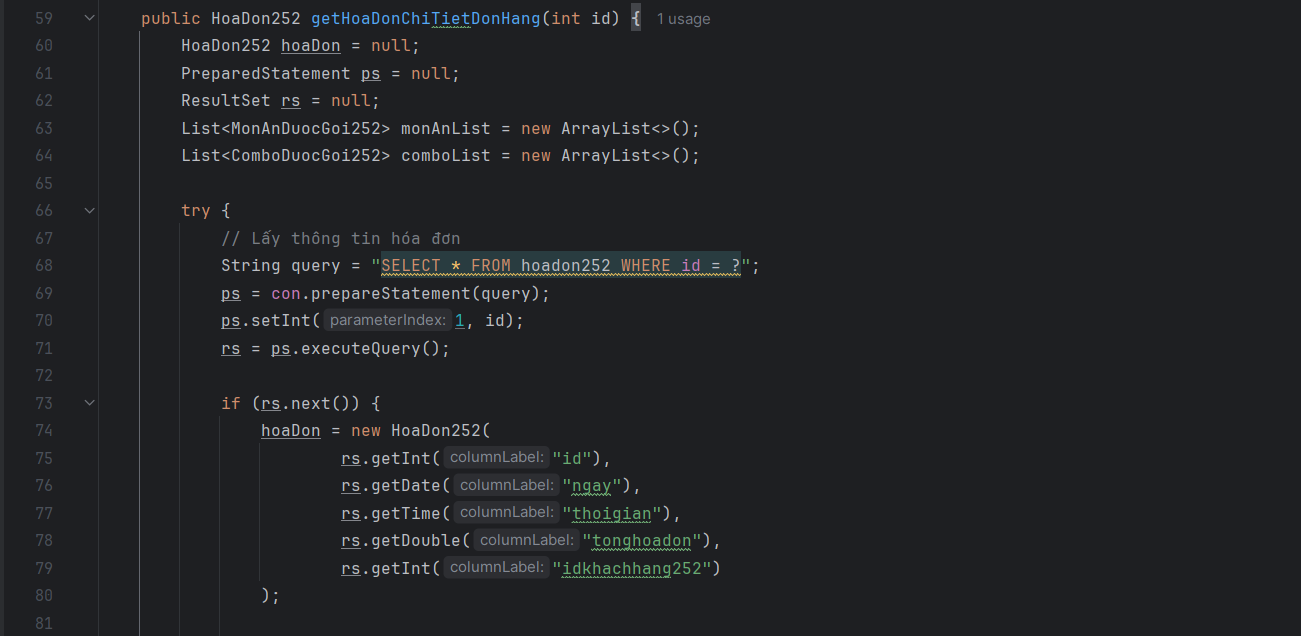 59 public HoaDon252 getHoaDonChiTietDonHang(int id) { 1 usage
60 HoaDon252 hoaDon = null;
61 PreparedStatement ps = null;
62 ResultSet rs = null;
63 List<MonAnDuocGoi252> monAnList = new ArrayList<>();
64 List<ComboDuocGoi252> comboList = new ArrayList<>();
65
66 try {
67 // Lấy thông tin hóa đơn
68 String query = "SELECT * FROM hoadon252 WHERE id = ?";
69 ps = con.prepareStatement(query);
70 ps.setInt( parameterIndex: 1, id);
71 rs = ps.executeQuery();
72
73 if (rs.next()) {
74 hoaDon = new HoaDon252(
75 rs.getInt( columnLabel: "id"),
76 rs.getDate( columnLabel: "ngay"),
77 rs.getTime( columnLabel: "thoigian"),
78 rs.getDouble( columnLabel: "tonghoadon"),
79 rs.getInt( columnLabel: "idkhachhang252")
80 );
81